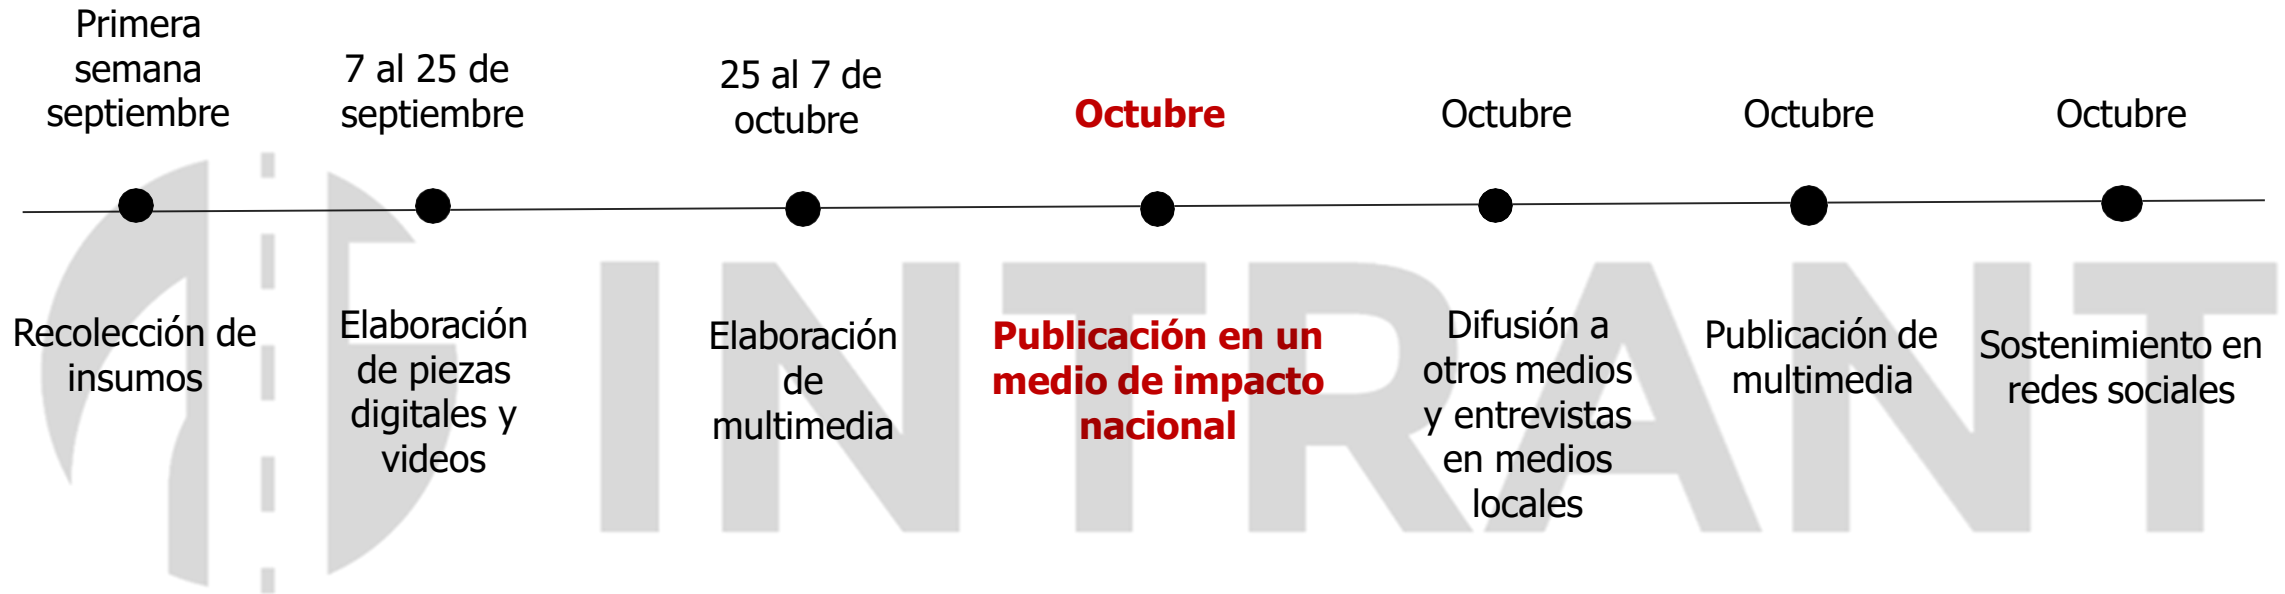 Primera
semana
septiembre
7 al 25 de
septiembre
25 al 7 de
octubre
Octubre
Octubre
Octubre
Octubre
INTRANT
Recolección de
insumos
Elaboración
de piezas
digitales y
videos
Elaboración
de
multimedia
Publicación en un
medio de impacto
nacional
Difusión a
otros medios
y entrevistas
en medios
locales
Publicación de
multimedia
Sostenimiento en
redes sociales